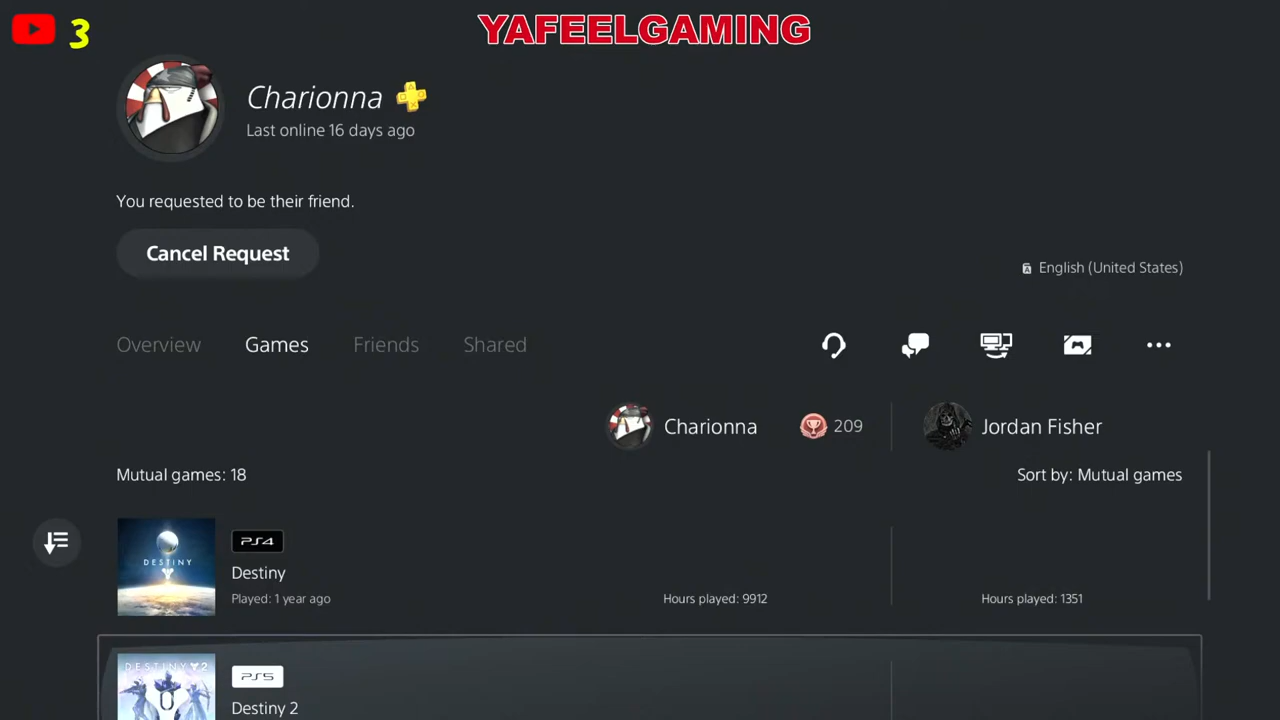 3
YAFEELGAMING
Charionna
Last online 16 days ago
You requested to be their friend.
Cancel Request
English (United States)
Overview
Games
Friends
Shared
Charionna
209
Jordan Fisher
Mutual games: 18
Sort by: Mutual games
DESTINY
PS4
Destiny
Played: 1 year ago
Hours played: 9912
Hours played: 1351
DESTINY 2
PS5
Destiny 2